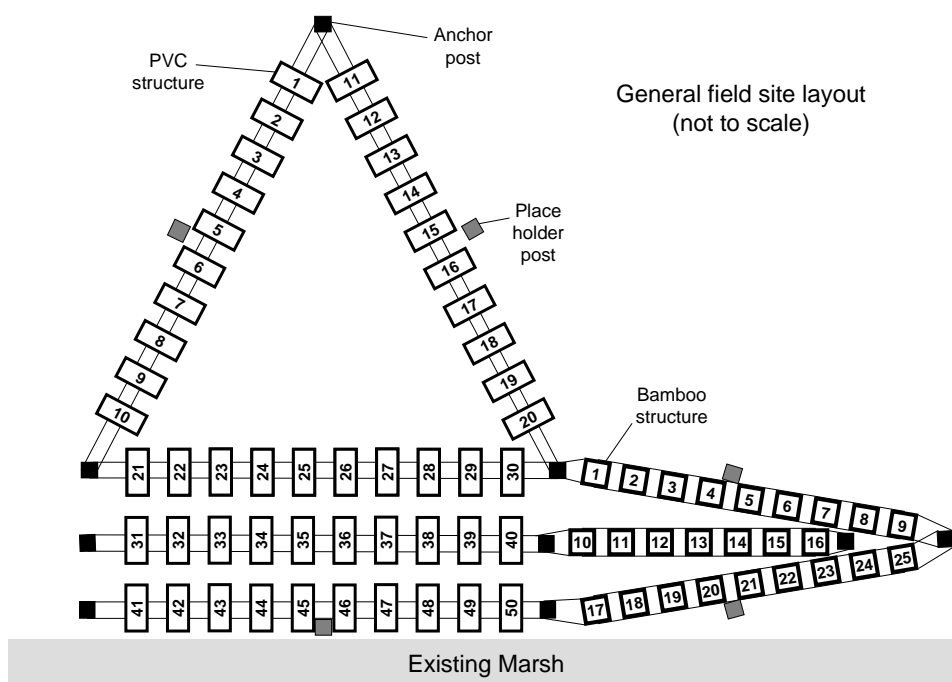 Anchor
post
PVC
structure
General field site layout
(not to scale)
1
2
3
4
5
6
7
8
9
10
11
12
13
14
15
16
17
18
19
20
Place
holder
post
Bamboo
structure
21 22 23 24 25 26 27 28 29 30
1 2 3 4 5 6 7 8 9
31 32 33 34 35 36 37 38 39 40
10 11 12 13 14 15 16
41 42 43 44 45 46 47 48 49 50
17 18 19 20 21 22 23 24 25
Existing Marsh